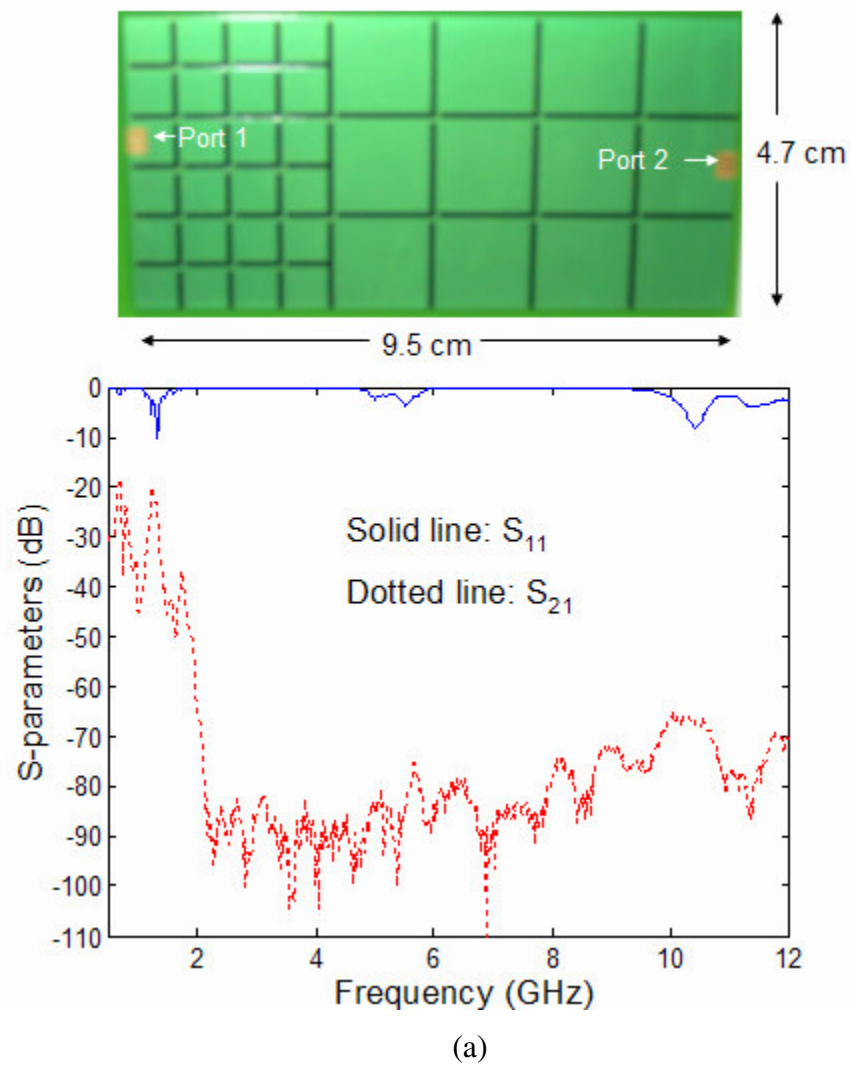 Port 1
Port 2
4.7 cm
9.5 cm
0
-10
-20
-30
-40
-50
-60
-70
-80
-90
-100
-110
S-parameters (dB)
Solid line: S₁₁
Dotted line: S₂₁
2
4
6
8
10
12
Frequency (GHz)
(a)